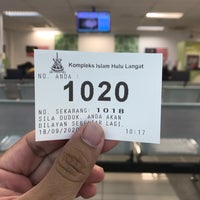 Kompleks Islam Hulu Langat
NO. ANDA :
1020
NO. SEKARANG: 1018
SILA DUDUK, ANDA AKAN
DILAYAN SEBENTAR LAGI.
18/09/2020 10:17